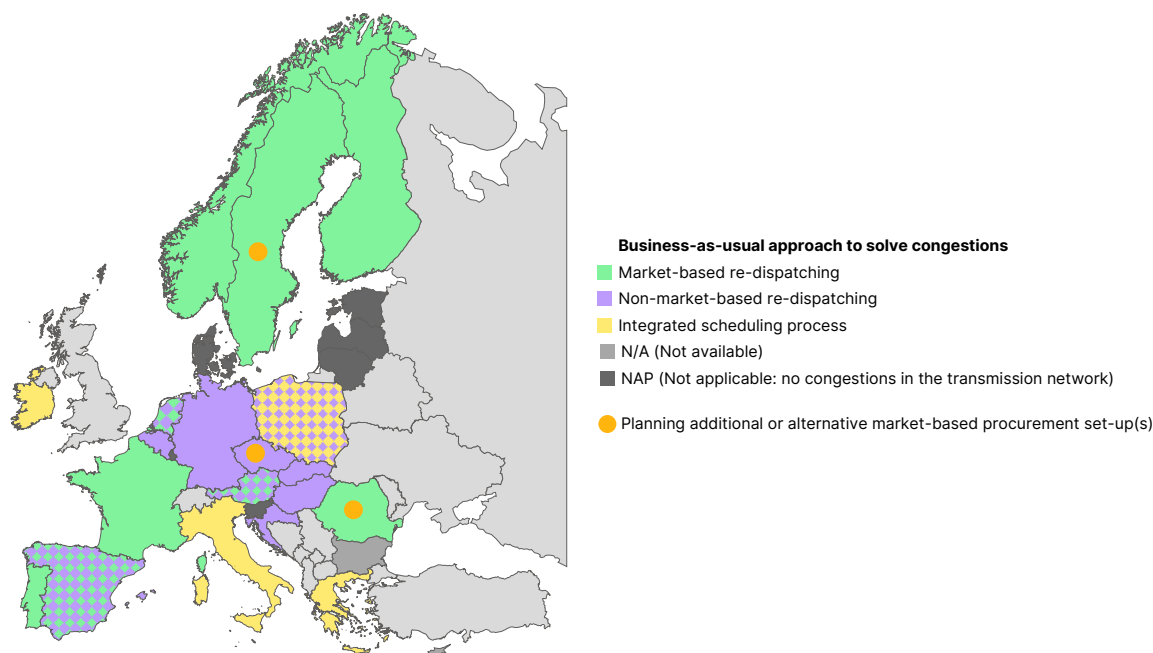 Business-as-usual approach to solve congestions
Market-based re-dispatching
Non-market-based re-dispatching
Integrated scheduling process
N/A (Not available)
NAP (Not applicable: no congestions in the transmission network)
Planning additional or alternative market-based procurement set-up(s)